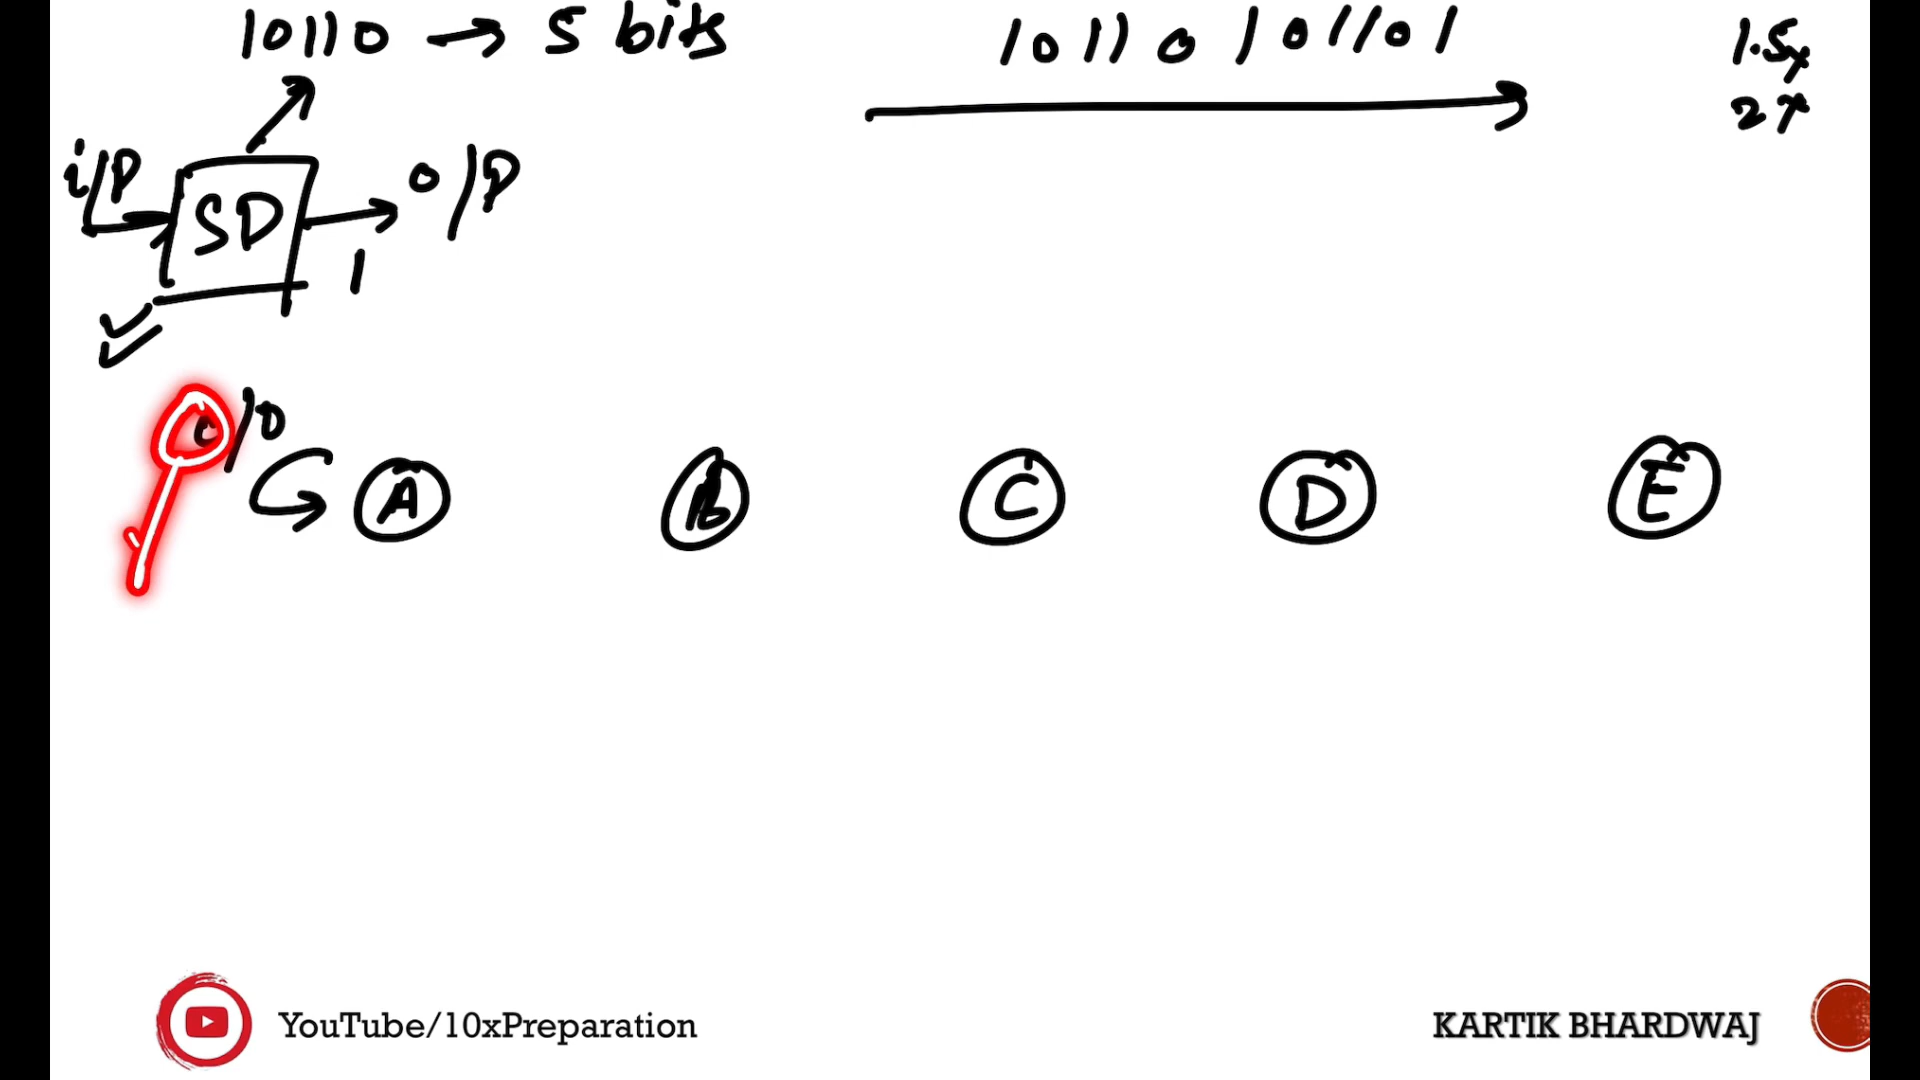 10110 → 5 bits
10110 101101
1.5x
2x
i/P
SD
o/P
1
0/0
A B C D E
YouTube/10xPreparation
KARTIK BHARDWAJ